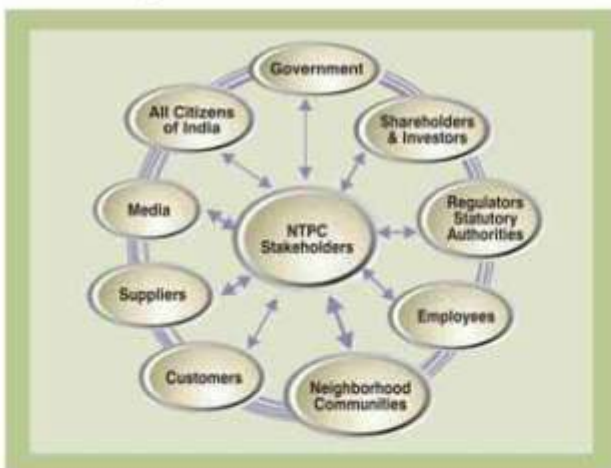 Government
All Citizens
of India
Shareholders
& Investors
Media
NTPC
Stakeholders
Regulators
Statutory
Authorities
Suppliers
Employees
Customers
Neighborhood
Communities